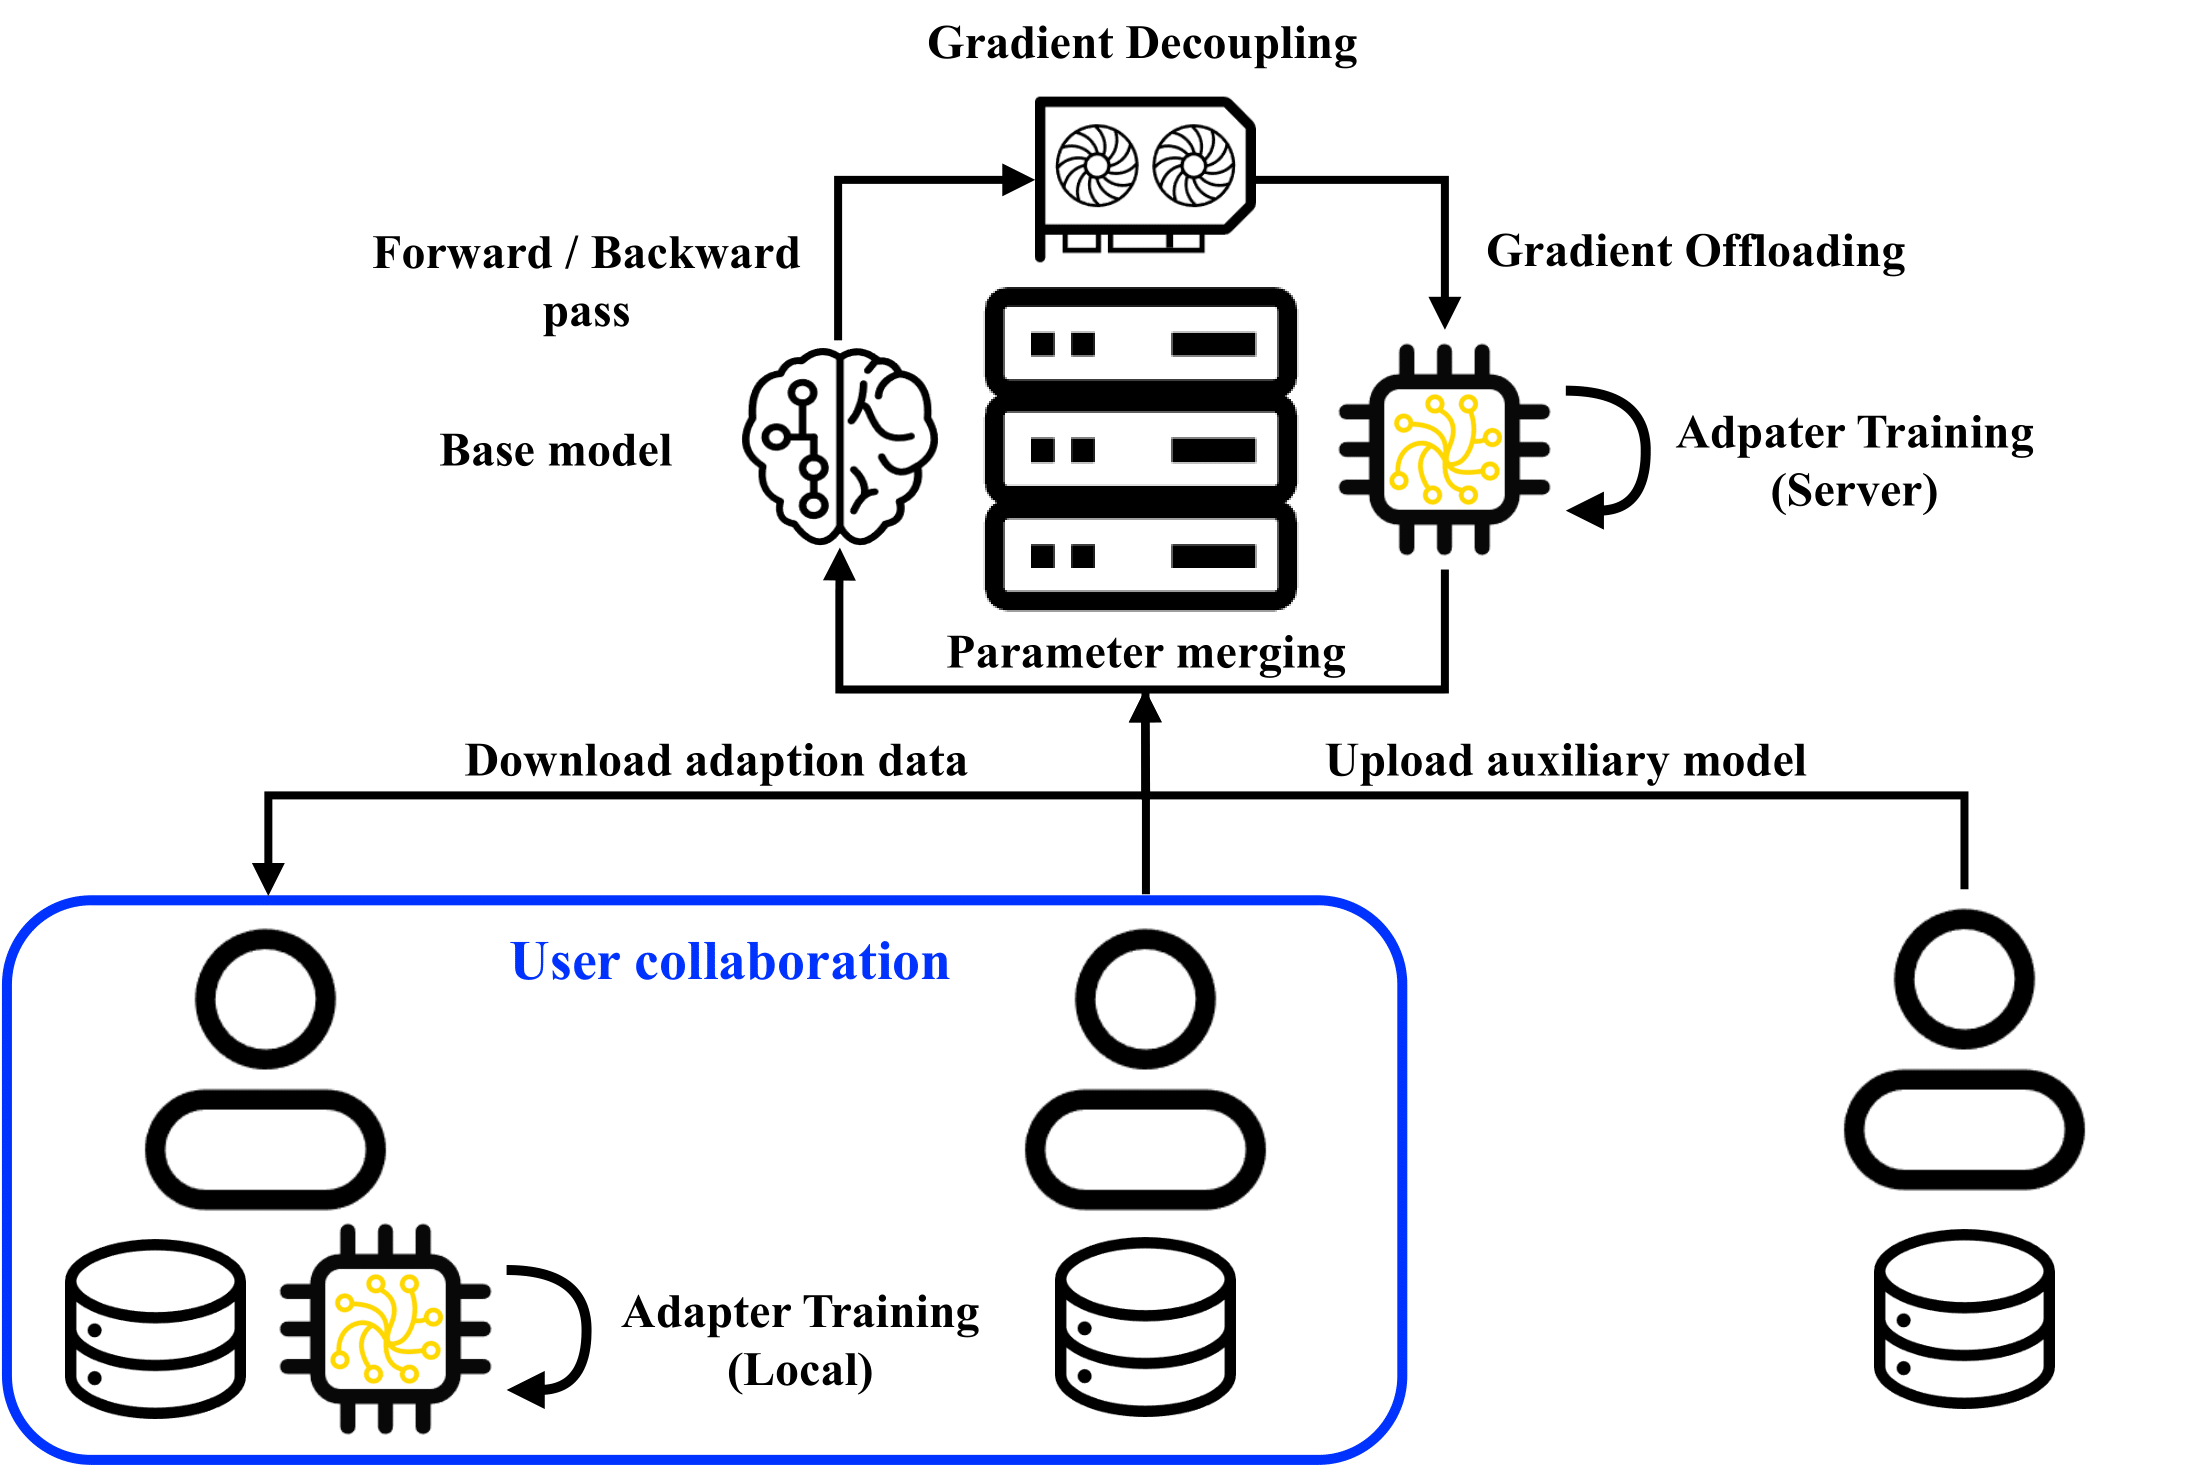 Gradient Decoupling
Forward / Backward
pass
Gradient Offloading
Base model
Adpater Training
(Server)
Parameter merging
Download adaption data
Upload auxiliary model
User collaboration
Adapter Training
(Local)